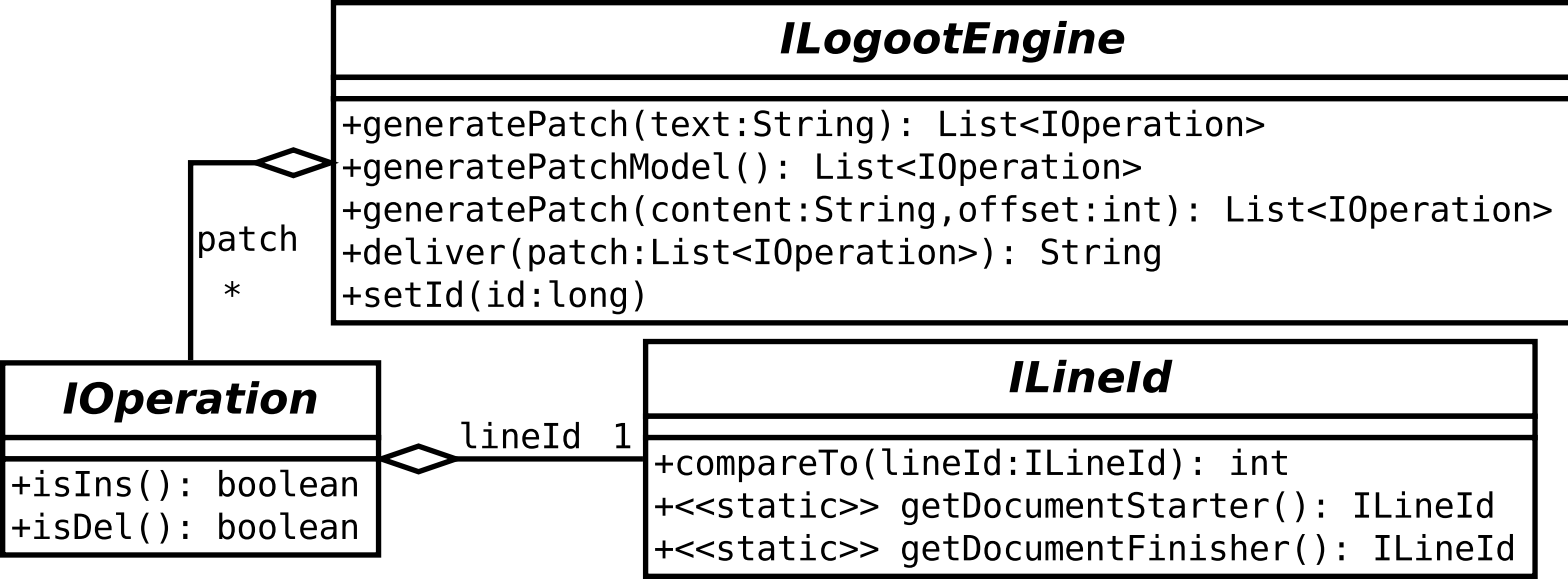 ILogootEngine
+generatePatch(text:String): List<IOperation>
+generatePatchModel(): List<IOperation>
+generatePatch(content:String,offset:int): List<IOperation>
+deliver(patch:List<IOperation>): String
+setId(id:long)
patch
*
IOperation
+isIns(): boolean
+isDel(): boolean
lineId 1
ILineId
+compareTo(lineId:ILineId): int
+<<static>> getDocumentStarter(): ILineId
+<<static>> getDocumentFinisher(): ILineId